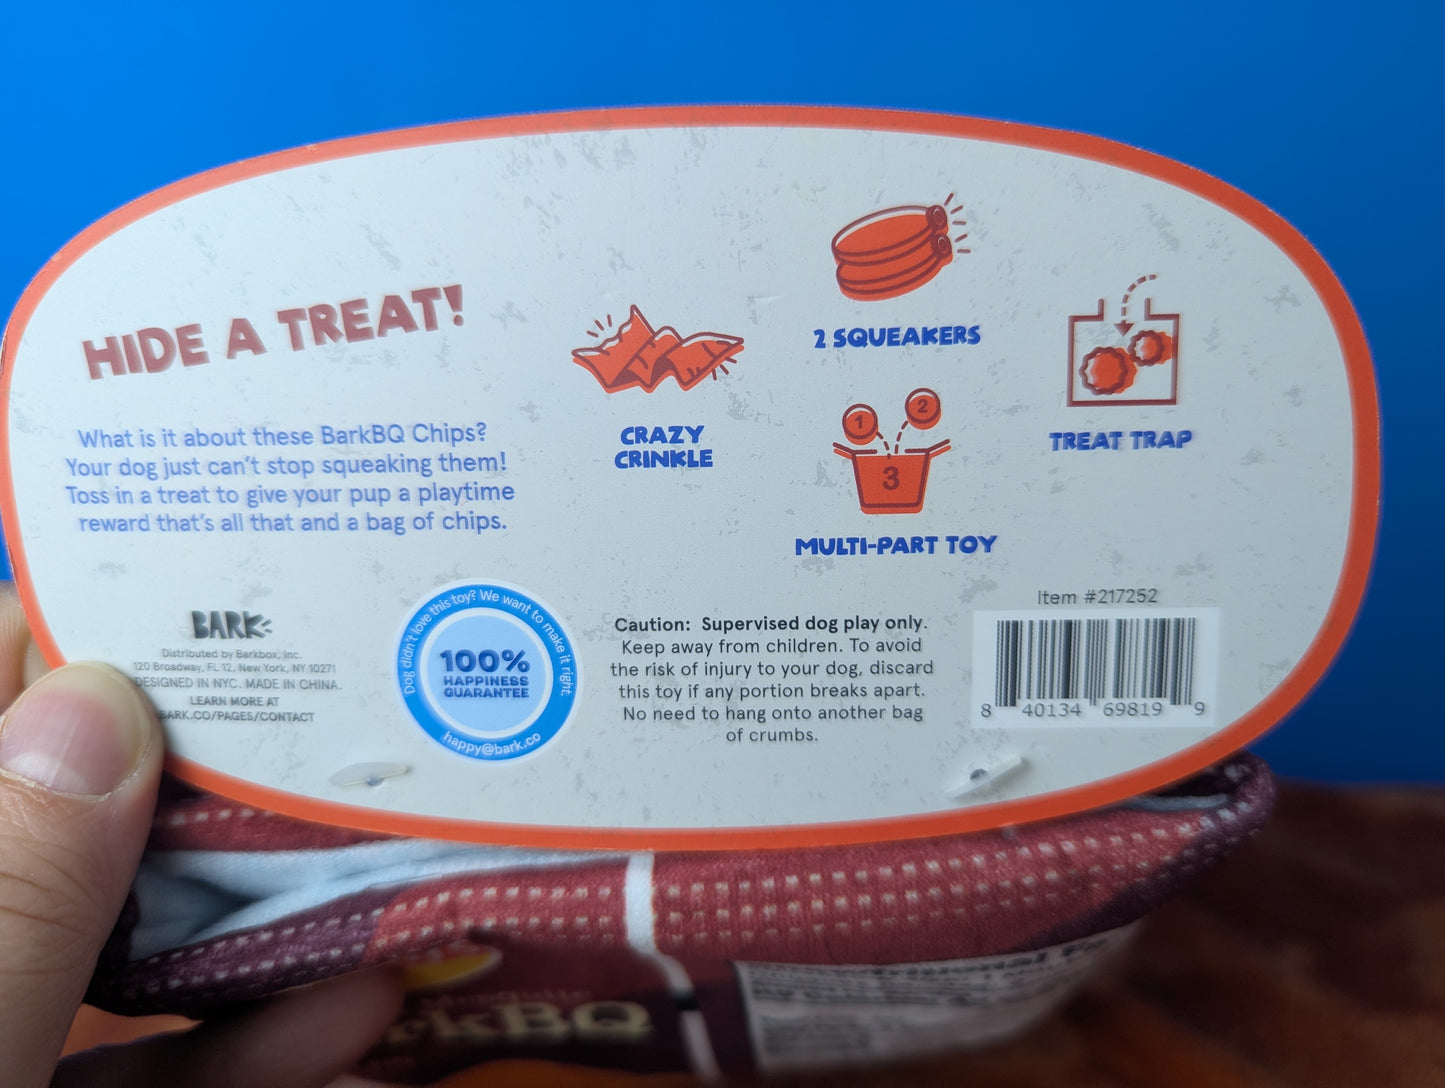 HIDE A TREAT!
What is it about these BarkBQ Chips?
Your dog just can't stop squeaking them!
Toss in a treat to give your pup a playtime
reward that's all that and a bag of chips.
CRAZY
CRINKLE
2 SQUEAKERS
1
2
3
MULTI-PART TOY
TREAT TRAP
BARK
Distributed by Barkbox, Inc.
120 Broadway, FL 12, New York, NY 10271
DESIGNED IN NYC. MADE IN CHINA.
LEARN MORE AT
BARK.CO/PAGES/CONTACT
Dog didn't love this toy? We want to make it right.
100%
HAPPINESS
GUARANTEE
happy@bark.co
Caution: Supervised dog play only.
Keep away from children. To avoid
the risk of injury to your dog, discard
this toy if any portion breaks apart.
No need to hang onto another bag
of crumbs.
Item #217252
8 40134 69819 9
BarkBQ